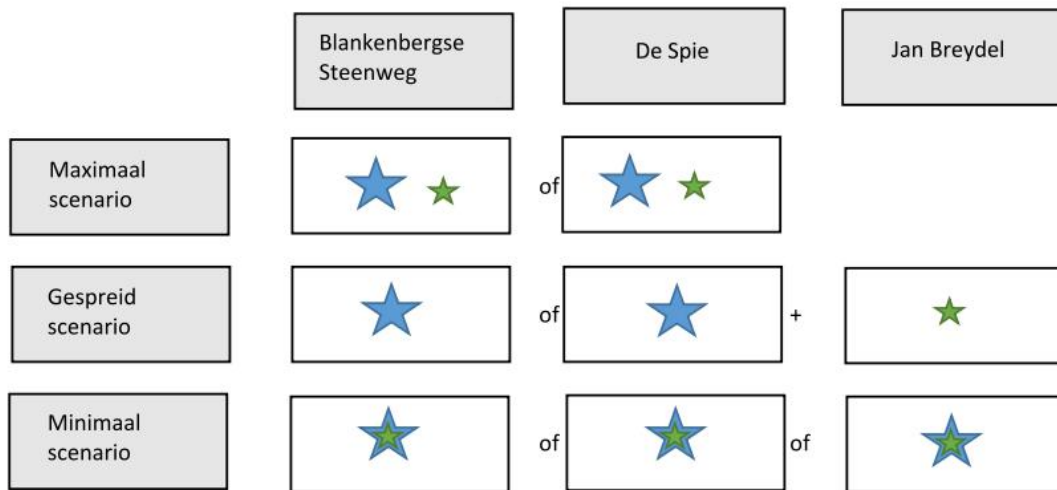 Blankenbergse
Steenweg
De Spie
Jan Breydel
Maximaal
scenario
of
Gespreid
scenario
of
+
Minimaal
scenario
of
of